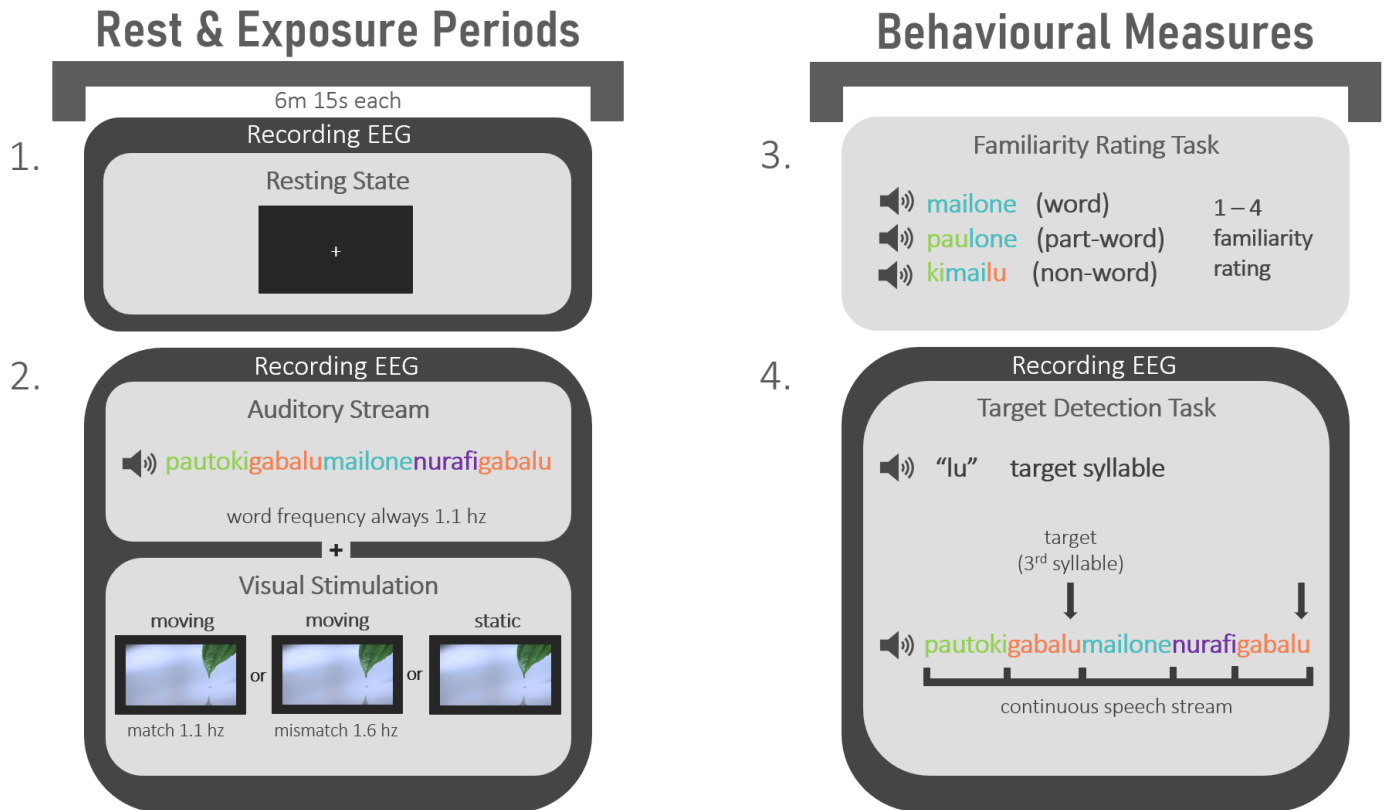 Rest & Exposure Periods
6m 15s each
1.
Recording EEG
Resting State
+
2.
Recording EEG
Auditory Stream
pautokigabalumailonenurafigabalu
word frequency always 1.1 hz
+
Visual Stimulation
moving
moving
static
or
or
match 1.1 hz
mismatch 1.6 hz
Behavioural Measures
3.
Familiarity Rating Task
mailone (word)
paulone (part-word)
kimailu (non-word)
1 – 4
familiarity
rating
4.
Recording EEG
Target Detection Task
“lu” target syllable
target
(3rd syllable)
pautokigabalumailonenurafigabalu
continuous speech stream